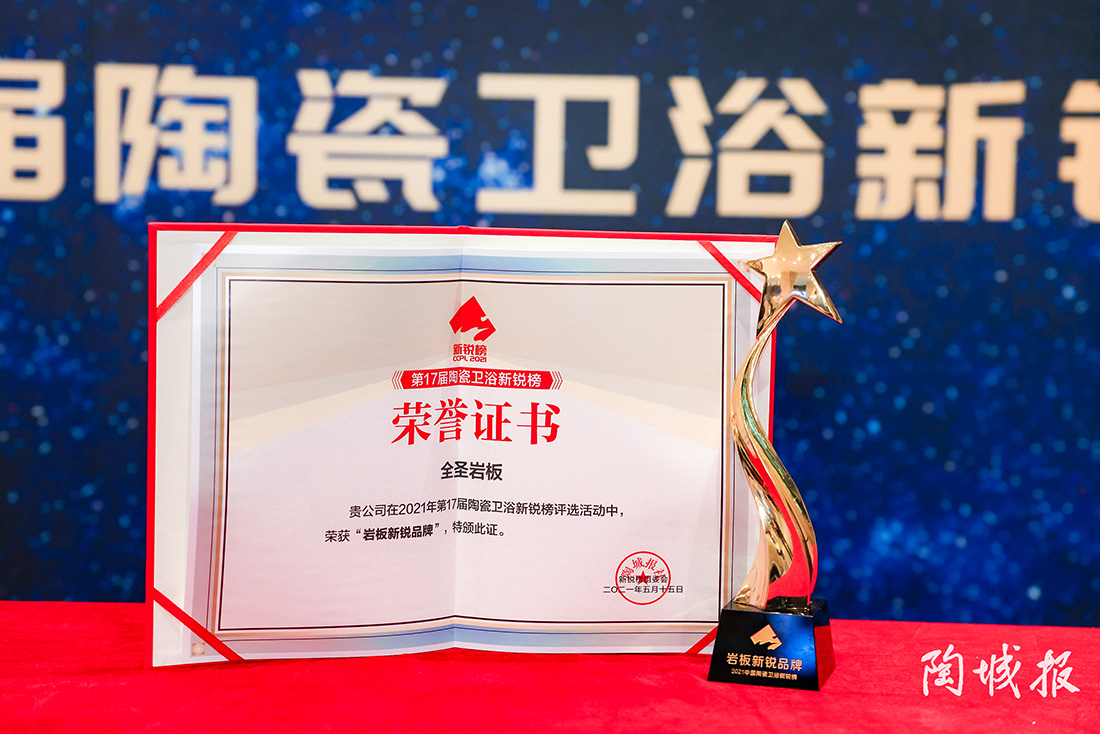 届陶瓷卫浴新锐
新锐榜
CCPL 2021
第17届陶瓷卫浴新锐榜
荣誉证书
全圣岩板
贵公司在2021年第17届陶瓷卫浴新锐榜评选活动中，
荣获“岩板新锐品牌”，特颁此证。
陶城报社
新锐榜组委会
二〇二一年五月十五日
岩板新锐品牌
2021中国陶瓷卫浴新锐榜
陶城报